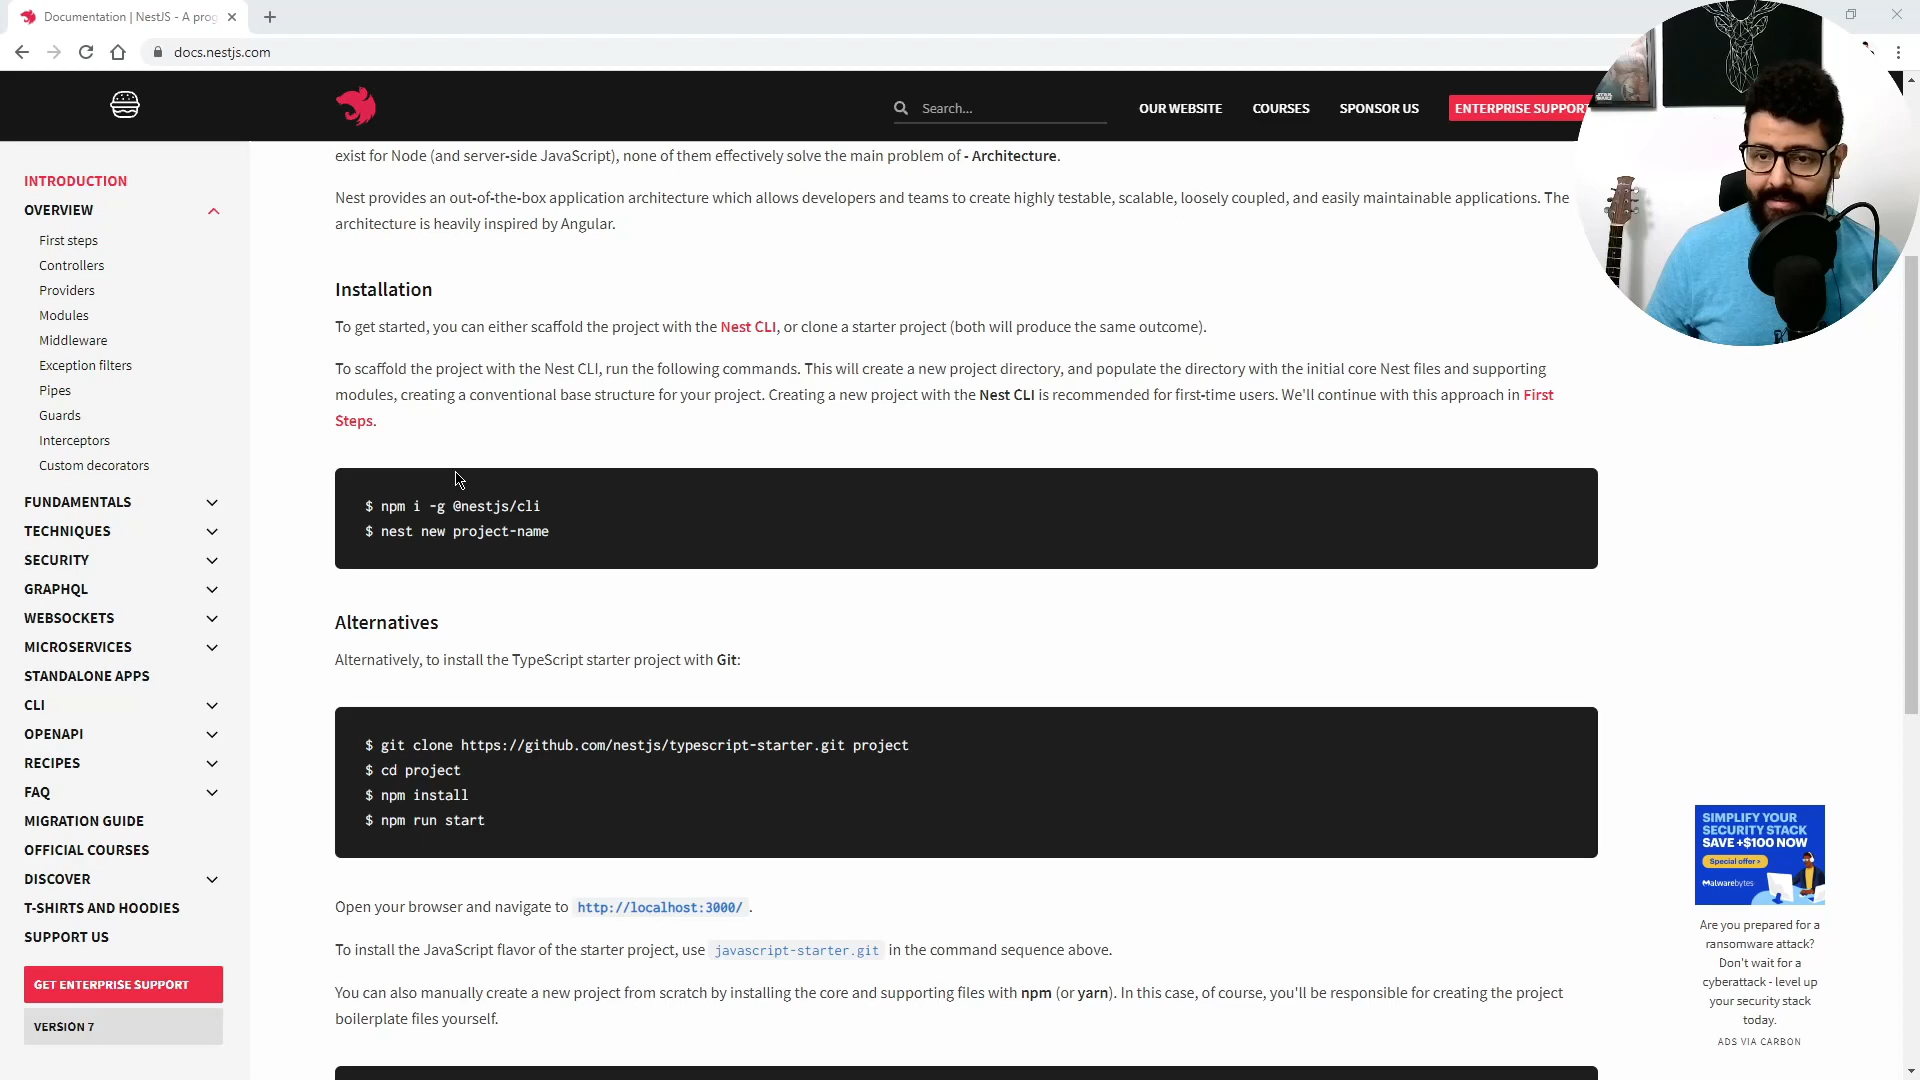 Documentation | NestJS - A prog
docs.nestjs.com
Search...
OUR WEBSITE
COURSES
SPONSOR US
ENTERPRISE SUPPORT
INTRODUCTION
OVERVIEW
First steps
Controllers
Providers
Modules
Middleware
Exception filters
Pipes
Guards
Interceptors
Custom decorators
FUNDAMENTALS
TECHNIQUES
SECURITY
GRAPHQL
WEBSOCKETS
MICROSERVICES
STANDALONE APPS
CLI
OPENAPI
RECIPES
FAQ
MIGRATION GUIDE
OFFICIAL COURSES
DISCOVER
T-SHIRTS AND HOODIES
SUPPORT US
GET ENTERPRISE SUPPORT
VERSION 7
exist for Node (and server-side JavaScript), none of them effectively solve the main problem of - Architecture.
Nest provides an out-of-the-box application architecture which allows developers and teams to create highly testable, scalable, loosely coupled, and easily maintainable applications. The
architecture is heavily inspired by Angular.
Installation
To get started, you can either scaffold the project with the Nest CLI, or clone a starter project (both will produce the same outcome).
To scaffold the project with the Nest CLI, run the following commands. This will create a new project directory, and populate the directory with the initial core Nest files and supporting
modules, creating a conventional base structure for your project. Creating a new project with the Nest CLI is recommended for first-time users. We'll continue with this approach in First
Steps.
$ npm i -g @nestjs/cli
$ nest new project-name
Alternatives
Alternatively, to install the TypeScript starter project with Git:
$ git clone https://github.com/nestjs/typescript-starter.git project
$ cd project
$ npm install
$ npm run start
Open your browser and navigate to http://localhost:3000/ .
To install the JavaScript flavor of the starter project, use javascript-starter.git in the command sequence above.
You can also manually create a new project from scratch by installing the core and supporting files with npm (or yarn). In this case, of course, you'll be responsible for creating the project
boilerplate files yourself.
SIMPLIFY YOUR
SECURITY STACK
SAVE +$100 NOW
Special offer >
Malwarebytes
Are you prepared for a
ransomware attack?
Don't wait for a
cyberattack - level up
your security stack
today.
ADS VIA CARBON